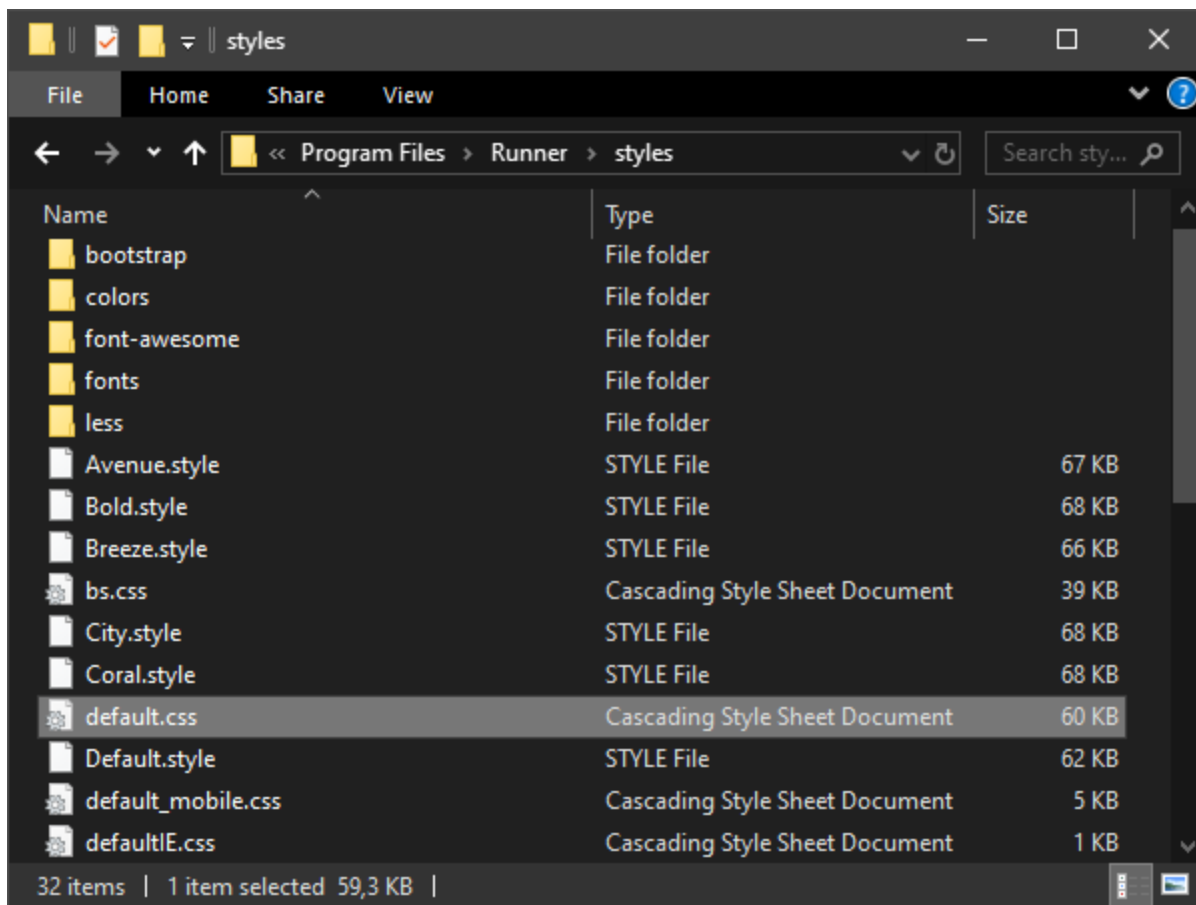 styles
File Home Share View
« Program Files > Runner > styles Search sty...
Name Type Size
bootstrap File folder
colors File folder
font-awesome File folder
fonts File folder
less File folder
Avenue.style STYLE File 67 KB
Bold.style STYLE File 68 KB
Breeze.style STYLE File 66 KB
bs.css Cascading Style Sheet Document 39 KB
City.style STYLE File 68 KB
Coral.style STYLE File 68 KB
default.css Cascading Style Sheet Document 60 KB
Default.style STYLE File 62 KB
default_mobile.css Cascading Style Sheet Document 5 KB
defaultIE.css Cascading Style Sheet Document 1 KB
32 items | 1 item selected 59,3 KB |